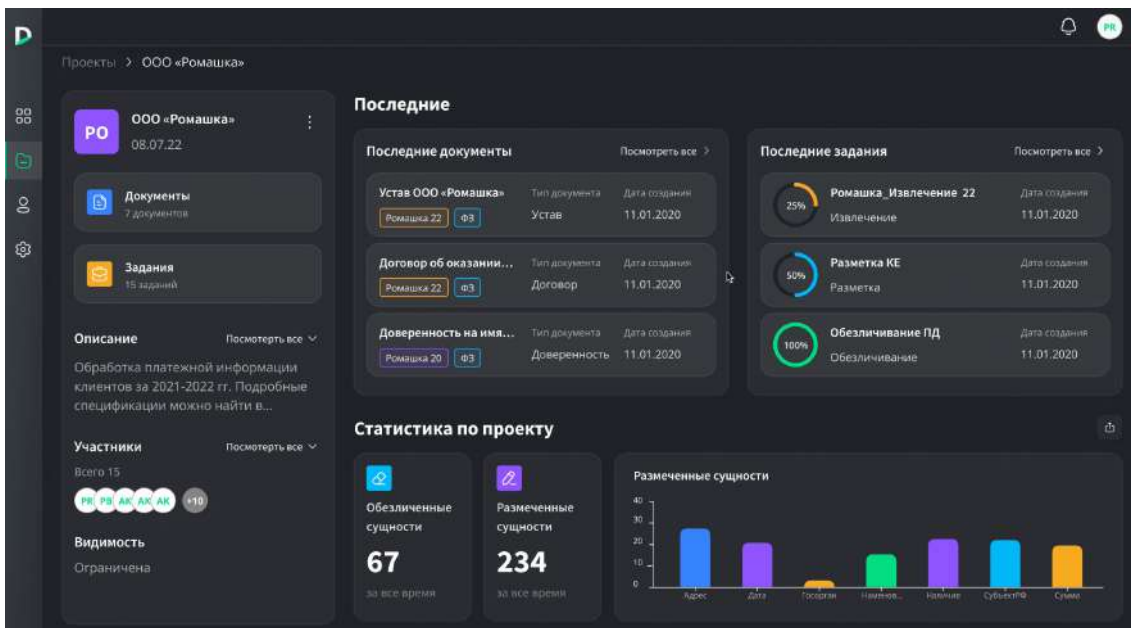 PR
Проекты > ООО «Ромашка»
РО
ООО «Ромашка»
08.07.22
Документы
7 документов
Задания
15 заданий
Описание
Посмотерть все
Обработка платежной информации
клиентов за 2021-2022 гг. Подробные
спецификации можно найти в...
Участники
Посмотерть все
Всего 15
PR PB AK AK AK +10
Видимость
Ограничена
Последние
Последние документы
Посмотреть все >
Устав ООО «Ромашка»
Тип документа
Дата создания
Ромашка 22
ФЗ
Устав
11.01.2020
Договор об оказании...
Тип документа
Дата создания
Ромашка 22
ФЗ
Договор
11.01.2020
Доверенность на имя...
Тип документа
Дата создания
Ромашка 20
ФЗ
Доверенность
11.01.2020
Последние задания
Посмотреть все >
25%
Ромашка_Извлечение 22
Дата создания
Извлечение
11.01.2020
50%
Разметка КЕ
Дата создания
Разметка
11.01.2020
100%
Обезличивание ПД
Дата создания
Обезличивание
11.01.2020
Статистика по проекту
Обезличенные
сущности
67
за все время
Размеченные
сущности
234
за все время
Размеченные сущности
40
30
20
10
0
Адрес
Дата
Госорган
Наименов...
Наличие
СубъектРФ
Сумма